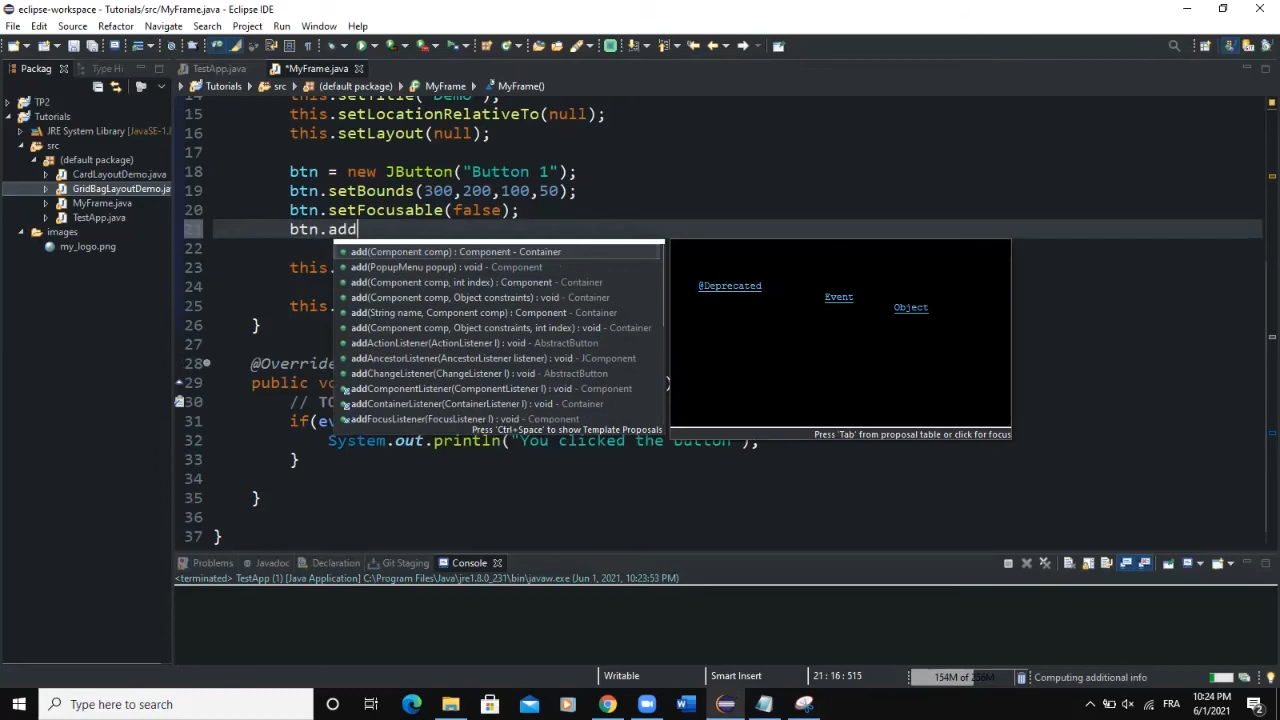 eclipse-workspace - Tutorials/src/MyFrame.java - Eclipse IDE
File Edit Source Refactor Navigate Search Project Run Window Help
Packag Type Hi TestApp.java *MyFrame.java
Tutorials src (default package) MyFrame MyFrame()
TP2
Tutorials
JRE System Library [JavaSE-1.
src
(default package)
CardLayoutDemo.java
GridBagLayoutDemo.ja
MyFrame.java
TestApp.java
images
my_logo.png
14 this.setTitle("Demo");
15 this.setLocationRelativeTo(null);
16 this.setLayout(null);
17
18 btn = new JButton("Button 1");
19 btn.setBounds(300,200,100,50);
20 btn.setFocusable(false);
21 btn.add
22
23 this.
24
25 this.
26 }
27
28 @Override
29 public vo )
30 // TO
31 if(ev
32 System.out.println("You clicked the button");
33 }
34
35 }
36
37 }
add(Component comp) : Component - Container
add(PopupMenu popup) : void - Component
add(Component comp, int index) : Component - Container
add(Component comp, Object constraints) : void - Container
add(String name, Component comp) : Component - Container
add(Component comp, Object constraints, int index) : void - Container
addActionListener(ActionListener l) : void - AbstractButton
addAncestorListener(AncestorListener listener) : void - JComponent
addChangeListener(ChangeListener l) : void - AbstractButton
addComponentListener(ComponentListener l) : void - Component
addContainerListener(ContainerListener l) : void - Container
addFocusListener(FocusListener l) : void - Component
Press 'Ctrl+Space' to show Template Proposals
@Deprecated
Event
Object
Press 'Tab' from proposal table or click for focus
Problems Javadoc Declaration Git Staging Console
<terminated> TestApp (1) [Java Application] C:\Program Files\Java\jre1.8.0_231\bin\javaw.exe (Jun 1, 2021, 10:23:53 PM)
Writable Smart Insert 21 : 16 : 515 154M of 256M Computing additional info
Type here to search
FRA
10:24 PM
6/1/2021
2